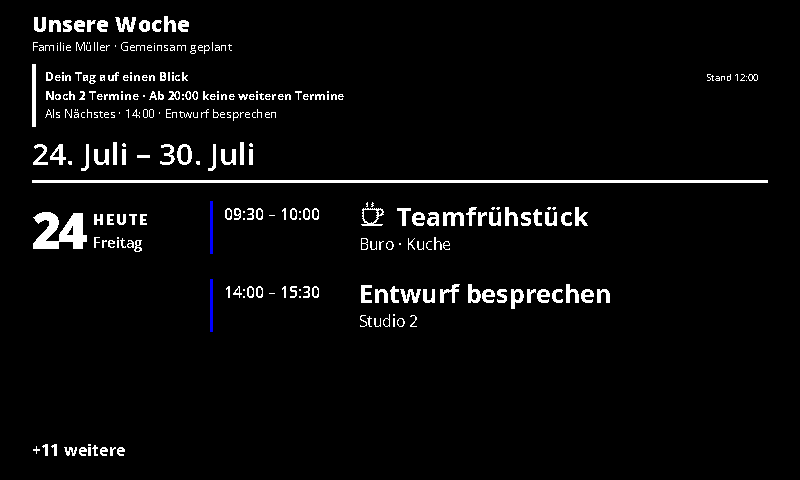 Unsere Woche
Familie Müller · Gemeinsam geplant
Dein Tag auf einen Blick
Stand 12:00
Noch 2 Termine · Ab 20:00 keine weiteren Termine
Als Nächstes · 14:00 · Entwurf besprechen
24. Juli – 30. Juli
24 HEUTE
Freitag
09:30 – 10:00
Teamfrühstück
Buro · Kuche
14:00 – 15:30
Entwurf besprechen
Studio 2
+11 weitere